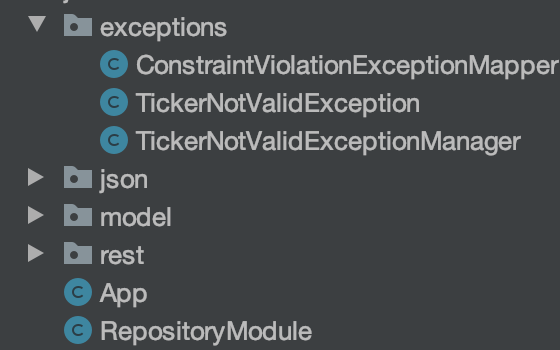 exceptions
ConstraintViolationExceptionMapper
TickerNotValidException
TickerNotValidExceptionManager
json
model
rest
App
RepositoryModule